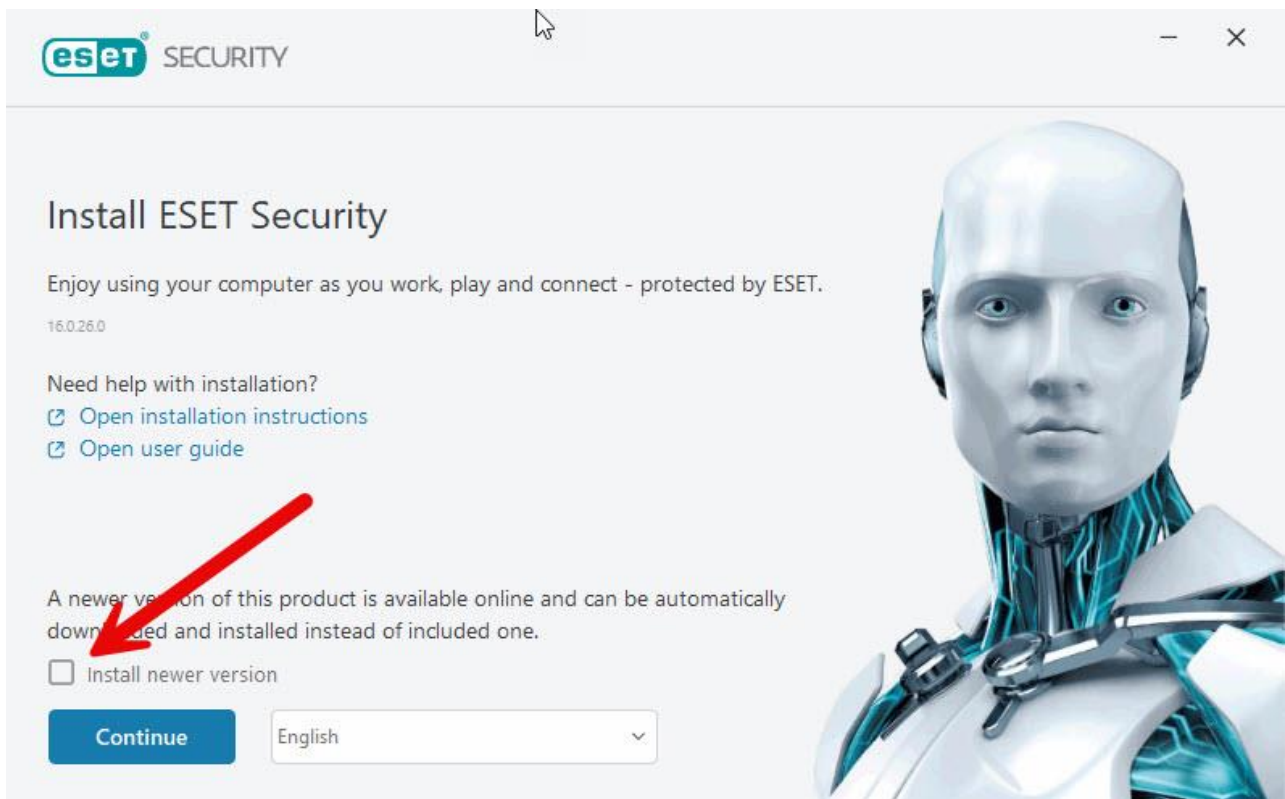 eset® SECURITY
Install ESET Security
Enjoy using your computer as you work, play and connect - protected by ESET.
16.0.26.0
Need help with installation?
Open installation instructions
Open user guide
A newer version of this product is available online and can be automatically
downloaded and installed instead of included one.
Install newer version
Continue
English